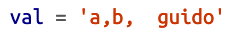 val = 'a,b,  guido'